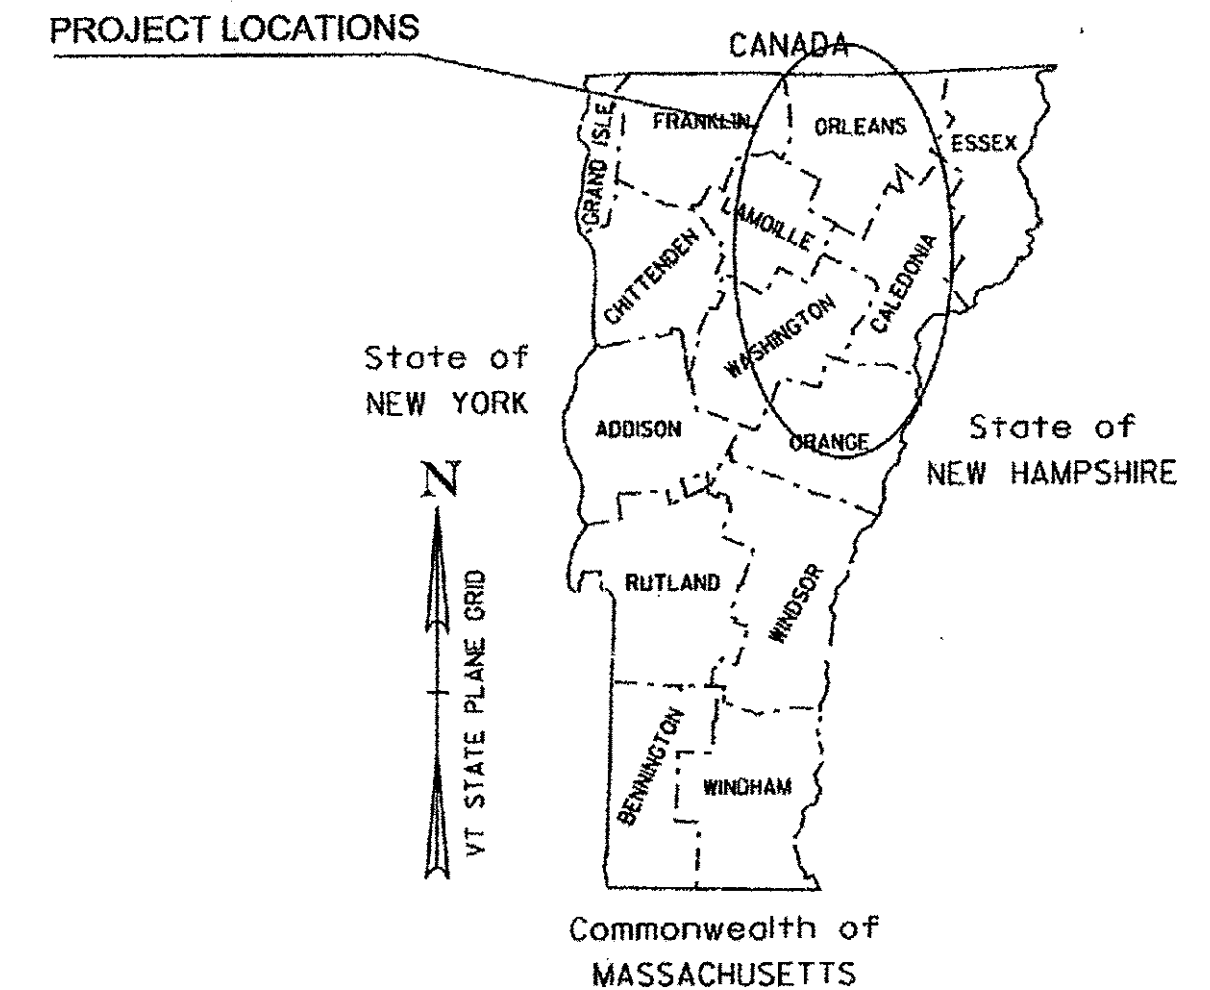 PROJECT LOCATIONS
CANADA
FRANKLIN
ORLEANS
ESSEX
GRAND ISLE
LAMOILLE
CHITTENDEN
CALEDONIA
WASHINGTON
State of
NEW YORK
ADDISON
ORANGE
State of
NEW HAMPSHIRE
N
VT STATE PLANE GRID
RUTLAND
WINDSOR
BENNINGTON
WINDHAM
Commonwealth of
MASSACHUSETTS